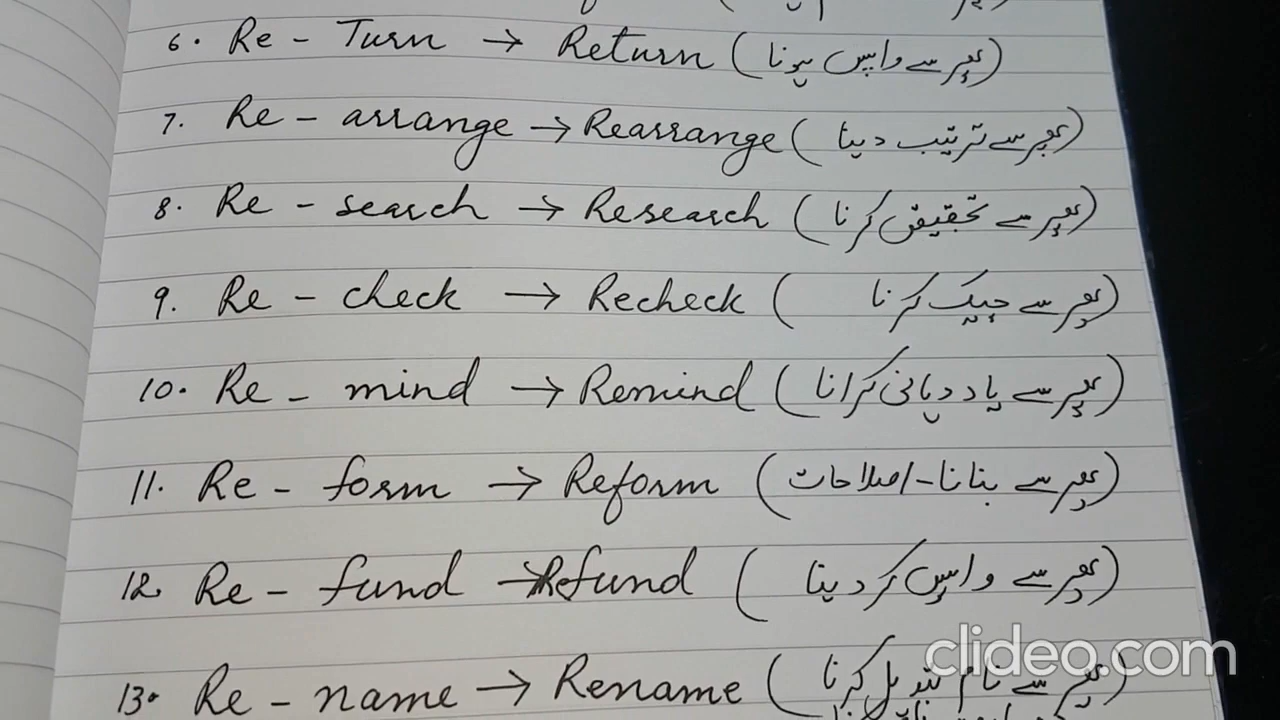 6. Re - Turn → Return (پھر سے واپس ہونا)
7. Re - arrange → Rearrange (پھر سے ترتیب دینا)
8. Re - search → Research (پھر سے تحقیق کرنا)
9. Re - check → Recheck (پھر سے چیک کرنا)
10. Re - mind → Remind (پھر سے یاد دہانی کرانا)
11. Re - form → Reform (پھر سے بنانا - اصلاحات)
12. Re - fund → Refund (پھر سے واپس کر دینا)
13. Re - name → Rename (پھر سے نام تبدیل کرنا)
clideo.com